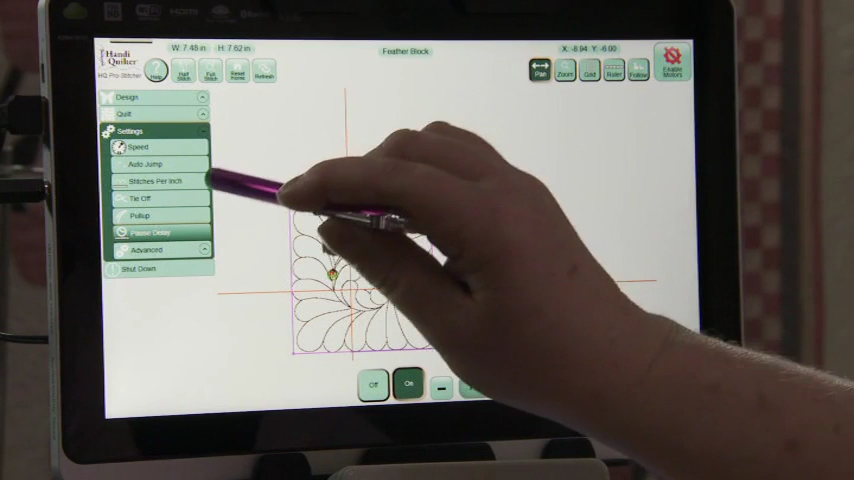 W: 7.48 in H: 7.62 in
Feather Block
X: -8.94 Y: -6.00
Handi Quilter
HQ Pro-Stitcher
Help
Half Stitch
Full Stitch
Reset Home
Refresh
Pan
Zoom
Grid
Ruler
Follow
Enable Motors
Design
Quilt
Settings
Speed
Auto Jump
Stitches Per Inch
Tie Off
Pullup
Pause Delay
Advanced
Shut Down
Off
On